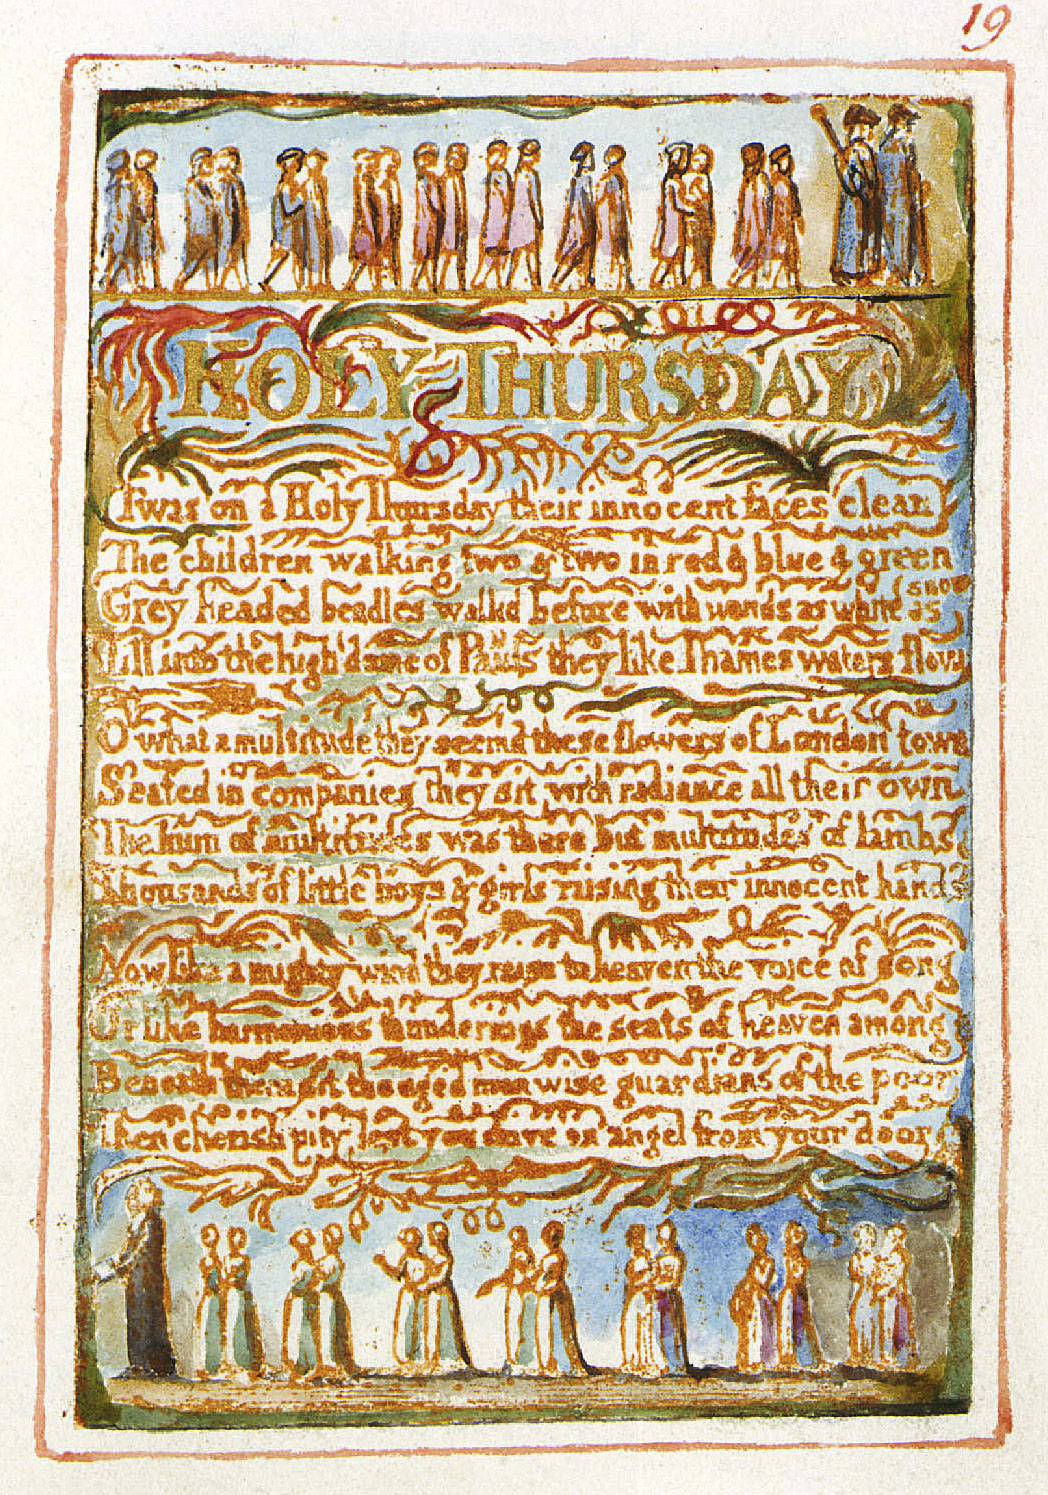 19
HOLY THURSDAY
Twas on a Holy Thursday their innocent faces clean
The children walking two & two in red & blue & green
Grey headed beadles walkd before with wands as white as snow
Till into the high dome of Pauls they like Thames waters flow
O what a multitude they seemd these flowers of London town
Seated in companies they sit with radiance all their own
The hum of multitudes was there but multitudes of lambs
Thousands of little boys & girls raising their innocent hands
Now like a mighty wind they raise to heaven the voice of song
Or like harmonious thunderings the seats of heaven among
Beneath them sit the aged men wise guardians of the poor
Then cherish pity, lest you drive an angel from your door